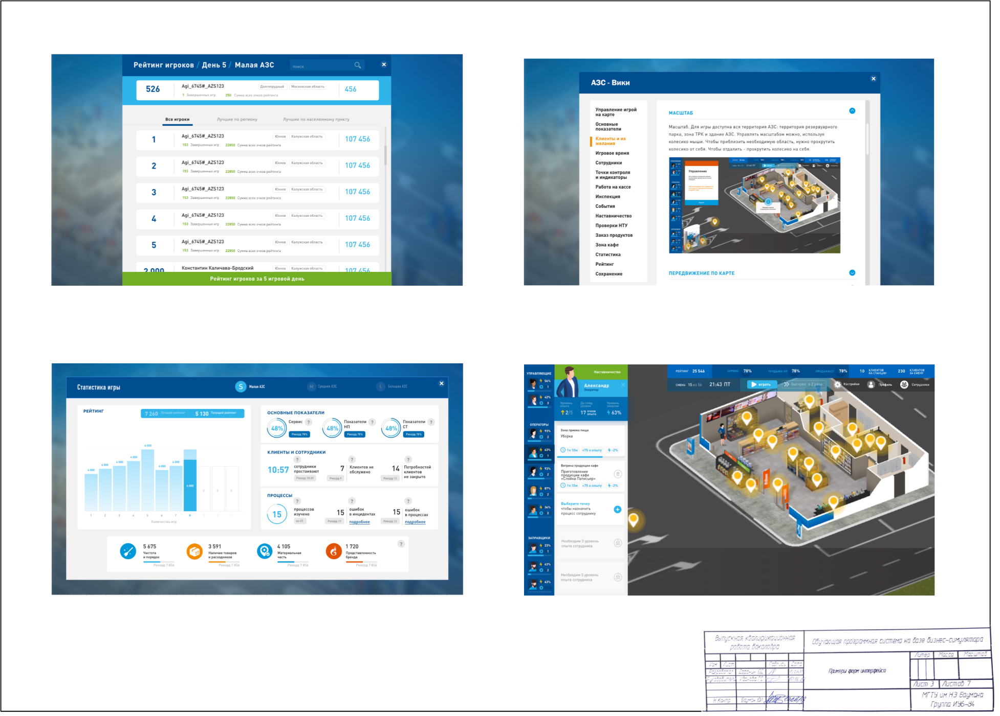 Рейтинг игроков / День 5 / Малая АЗС
поиск
526
Agi_6745#_AZS123
Долгопрудный Московская область
456
1 Завершенных игр 250 Сумма всех очков рейтинга
Все игроки Лучшие по региону Лучшие по населенному пункту
1
Agi_6745#_AZS123
Юхнов Калужская область
107 456
153 Завершенных игр 22850 Сумма всех очков рейтинга
2
Agi_6745#_AZS123
Юхнов Калужская область
107 456
153 Завершенных игр 22850 Сумма всех очков рейтинга
3
Agi_6745#_AZS123
Юхнов Калужская область
107 456
153 Завершенных игр 22850 Сумма всех очков рейтинга
4
Agi_6745#_AZS123
Юхнов Калужская область
107 456
153 Завершенных игр 22850 Сумма всех очков рейтинга
5
Agi_6745#_AZS123
Юхнов Калужская область
107 456
153 Завершенных игр 22850 Сумма всех очков рейтинга
2 000
Константин Каличава-Бродский
Юхнов Калужская область
107 456
Рейтинг игроков за 5 игровой день
АЗС - Вики
Управление игрой
на карте
Основные
показатели
Клиенты и их
желания
Игровое время
Сотрудники
Точки контроля
и индикаторы
Работа на кассе
Инспекция
События
Наставничество
Проверки НТУ
Заказ продуктов
Зона кафе
Статистика
Рейтинг
Сохранение
МАСШТАБ
Масштаб. Для игры доступна вся территория АЗС: территория резервуарного
парка, зона ТРК и здание АЗС. Управлять масштабом можно, используя
колесико мыши. Чтобы приблизить необходимую область, нужно прокрутить
колесико от себя. Чтобы отдалить - прокрутить колесико на себя.
Управление
ПЕРЕДВИЖЕНИЕ ПО КАРТЕ
Статистика игры
S Малая АЗС
M Средняя АЗС
L Большая АЗС
РЕЙТИНГ
7 260 Лучший рейтинг 5 130 Текущий рейтинг
4 000
4 000
4 000
4 000
4 000
4 000
4 000
4 000
0 0 0
1 2 3 4 5 6 7 8 9 10 11
Количество игр
ОСНОВНЫЕ ПОКАЗАТЕЛИ
48% Сервис ?
Рекорд 78%
48% Показатели НП ?
Рекорд 78%
48% Показатели СТ ?
Рекорд 78%
КЛИЕНТЫ И СОТРУДНИКИ
?
10:57 сотрудники простаивают
Рекорд 10:35
?
7 Клиентов не обслужено
Рекорд 9
?
14 Потребностей клиентов не закрыто
Рекорд 13
ПРОЦЕССЫ
?
15 процессов изучено
из 25
?
15 ошибок в инцидентах
Рекорд 17 подробнее
?
15 ошибок в процессах
Рекорд 13 подробнее
5 675
Чистота
и порядок
Рекорд 7 856
3 591
Наличие товаров
и расходников
Рекорд 7 856
4 105
Материальная
часть
Рекорд 7 856
1 720
Представленность
бренда
Рекорд 7 856
?
РЕЙТИНГ 25 546 СЕРВИС 78% ПРОДАЖИ НП 78% ПРОДАЖИ СТ 78% 10 КЛИЕНТОВ НА СТАНЦИИ 230 КЛИЕНТОВ ЗА СМЕНУ
СМЕНА 15 из 56 21:43 ПТ играть быстрее в 2 раза Настройки Профиль Сотрудники
УПРАВЛЯЮЩИЕ
56%
1
42%
3
ОПЕРАТОРЫ
93%
2
63%
1
93%
2
87%
2
34%
2
ЗАПРАВЩИКИ
23%
1
63%
2
63%
0
Наставничество
Александр
Оператор
Уровень опыта
2/5
До след. уровня
17 очков опыта
Уровень энергии
63%
Зона приема пищи
Уборка
1ч 10м +75 к опыту -2%
Витрина продукции кафе
Приготовление
продукции кафе
«Слойка Патисьер»
1ч 10м +75 к опыту -2%
Выберите точку
чтобы назначить
процесс сотруднику
Необходим 3 уровень
опыта сотрудника
Необходим 5 уровень
опыта сотрудника
Выпускная квалификационная
работа бакалавра
Обучающая программная система на базе бизнес-симулятора
Изм Лист Подпись Дата
Разработал
Руководитель Иванова Г.С.
Н.Контр
Примеры форм интерфейса
Литер Масса Масштаб
Лист 3 Листов 7
МГТУ им НЭ Баумана
Группа ИУ6-84